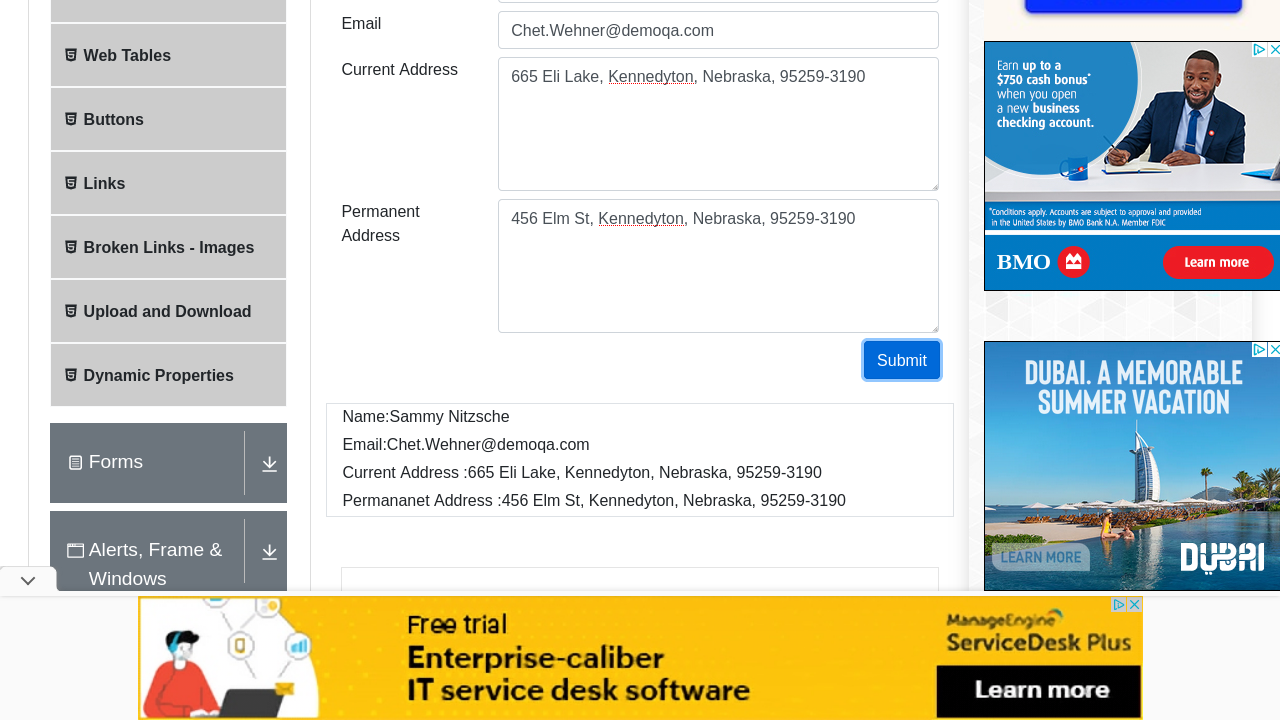 Email
Chet.Wehner@demoqa.com
Current Address
665 Eli Lake, Kennedyton, Nebraska, 95259-3190
Permanent
Address
456 Elm St, Kennedyton, Nebraska, 95259-3190
Submit
Name:Sammy Nitzsche
Email:Chet.Wehner@demoqa.com
Current Address :665 Eli Lake, Kennedyton, Nebraska, 95259-3190
Permananet Address :456 Elm St, Kennedyton, Nebraska, 95259-3190
Web Tables
Buttons
Links
Broken Links - Images
Upload and Download
Dynamic Properties
Forms
Alerts, Frame &
Windows
Earn up to a
$750 cash bonus*
when you open
a new business
checking account.
*Conditions apply. Accounts are subject to approval and provided
in the United States by BMO Bank N.A. Member FDIC
BMO
Learn more
DUBAI. A MEMORABLE
SUMMER VACATION
LEARN MORE
DUBAI
Free trial
Enterprise-caliber
IT service desk software
ManageEngine
ServiceDesk Plus
Learn more